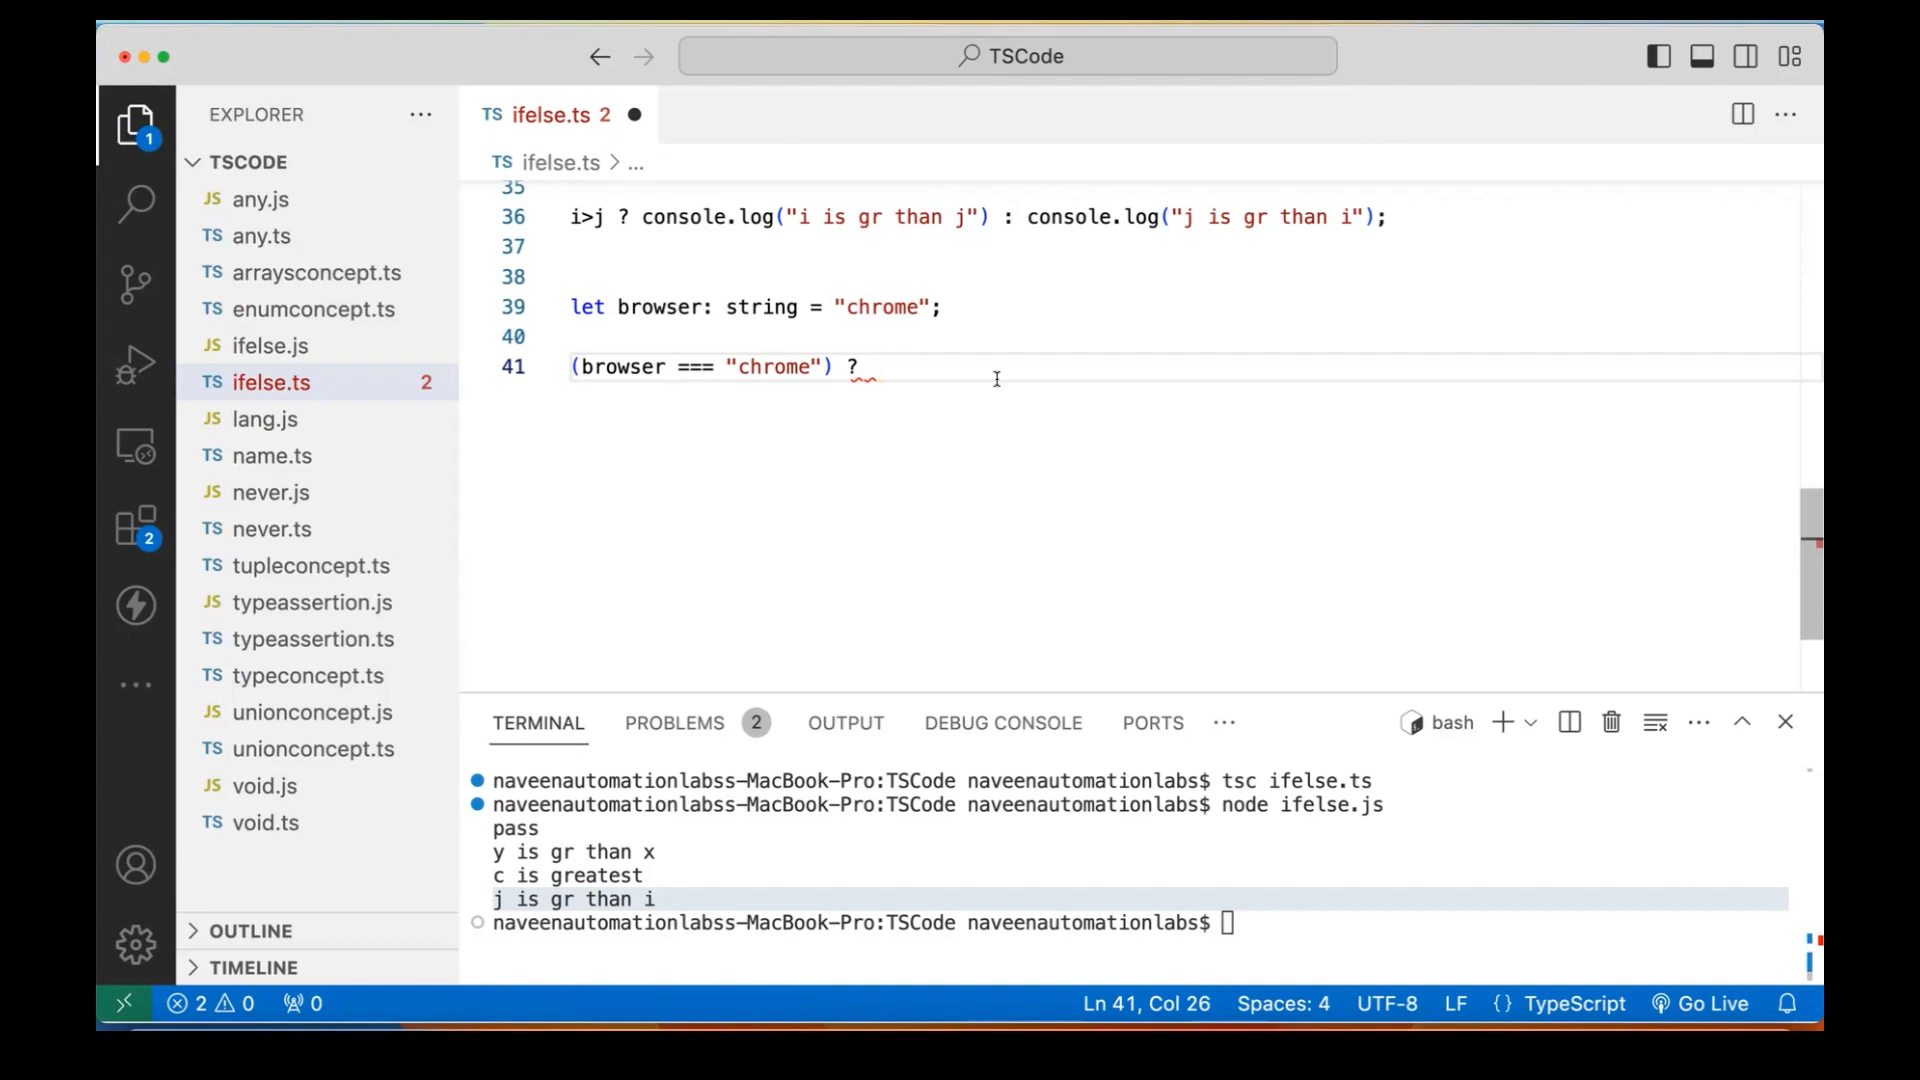 TSCode
EXPLORER
TSCODE
JS any.js
TS any.ts
TS arraysconcept.ts
TS enumconcept.ts
JS ifelse.js
TS ifelse.ts 2
JS lang.js
TS name.ts
JS never.js
TS never.ts
TS tupleconcept.ts
JS typeassertion.js
TS typeassertion.ts
TS typeconcept.ts
JS unionconcept.js
TS unionconcept.ts
JS void.js
TS void.ts
OUTLINE
TIMELINE
1
2
TS ifelse.ts 2
TS ifelse.ts > ...
35
36 i>j ? console.log("i is gr than j") : console.log("j is gr than i");
37
38
39 let browser: string = "chrome";
40
41 (browser === "chrome") ?
TERMINAL PROBLEMS 2 OUTPUT DEBUG CONSOLE PORTS ... bash
naveenautomationlabss-MacBook-Pro:TSCode naveenautomationlabs$ tsc ifelse.ts
naveenautomationlabss-MacBook-Pro:TSCode naveenautomationlabs$ node ifelse.js
pass
y is gr than x
c is greatest
j is gr than i
naveenautomationlabss-MacBook-Pro:TSCode naveenautomationlabs$
2 0 0 Ln 41, Col 26 Spaces: 4 UTF-8 LF {} TypeScript Go Live